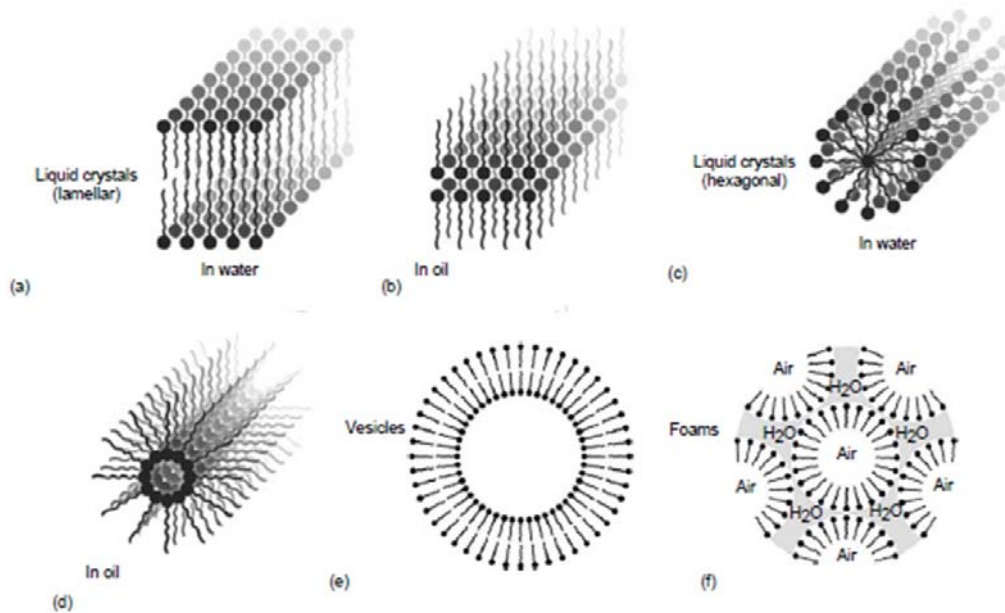 Liquid crystals
(lamellar)
In water
(a)
In oil
(b)
Liquid crystals
(hexagonal)
In water
(c)
In oil
(d)
Vesicles
(e)
Foams
Air
Air
H2O
H2O
H2O
Air
Air
Air
H2O
H2O
Air
(f)